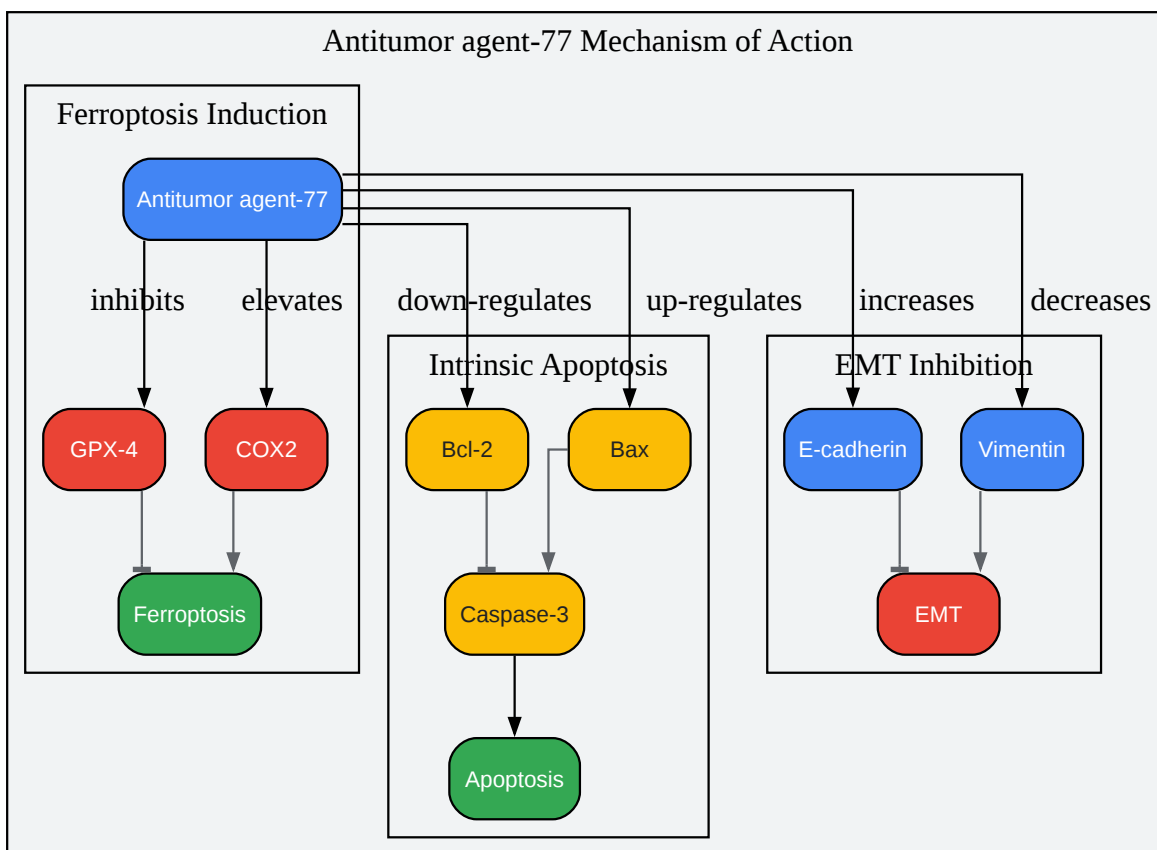 Antitumor agent-77 Mechanism of Action
Ferroptosis Induction
Antitumor agent-77
inhibits
elevates
down-regulates
up-regulates
increases
decreases
Intrinsic Apoptosis
EMT Inhibition
GPX-4
COX2
Bcl-2
Bax
E-cadherin
Vimentin
Ferroptosis
Caspase-3
EMT
Apoptosis